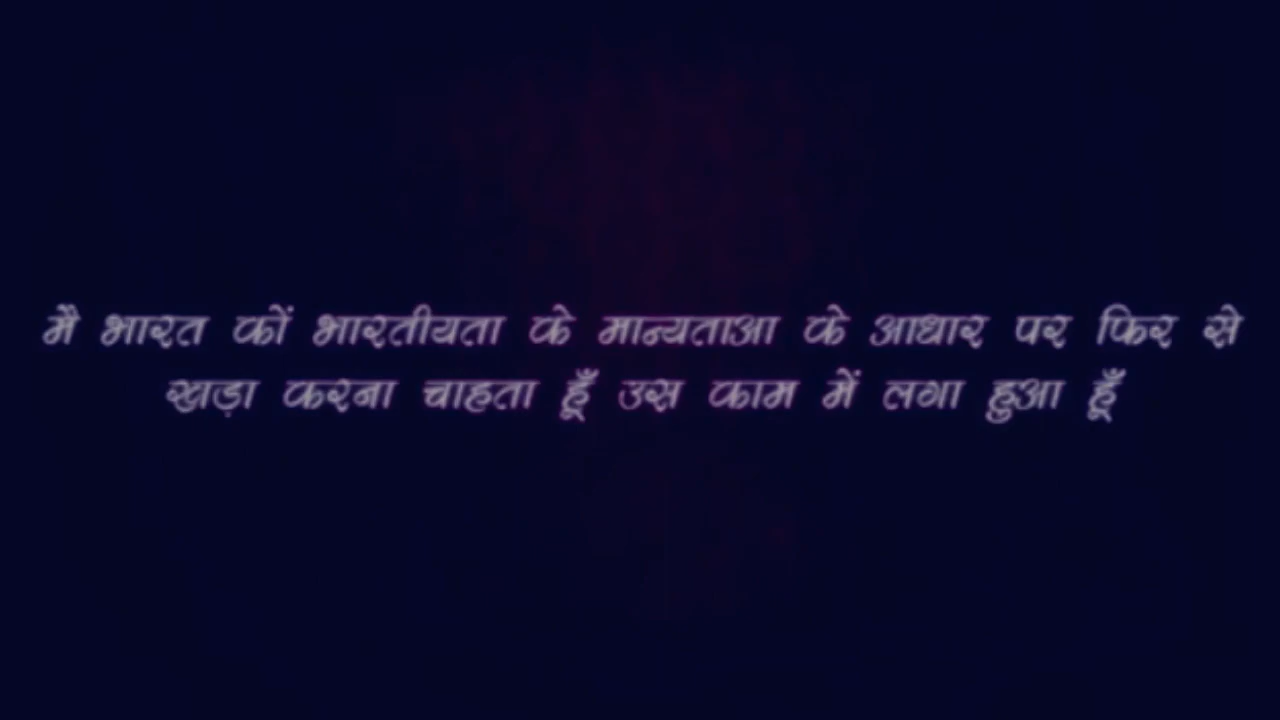 मै भारत कों भारतीयता के मान्यताआ के आधार पर फिर से
खड़ा करना चाहता हूँ उस काम में लगा हुआ हूँ